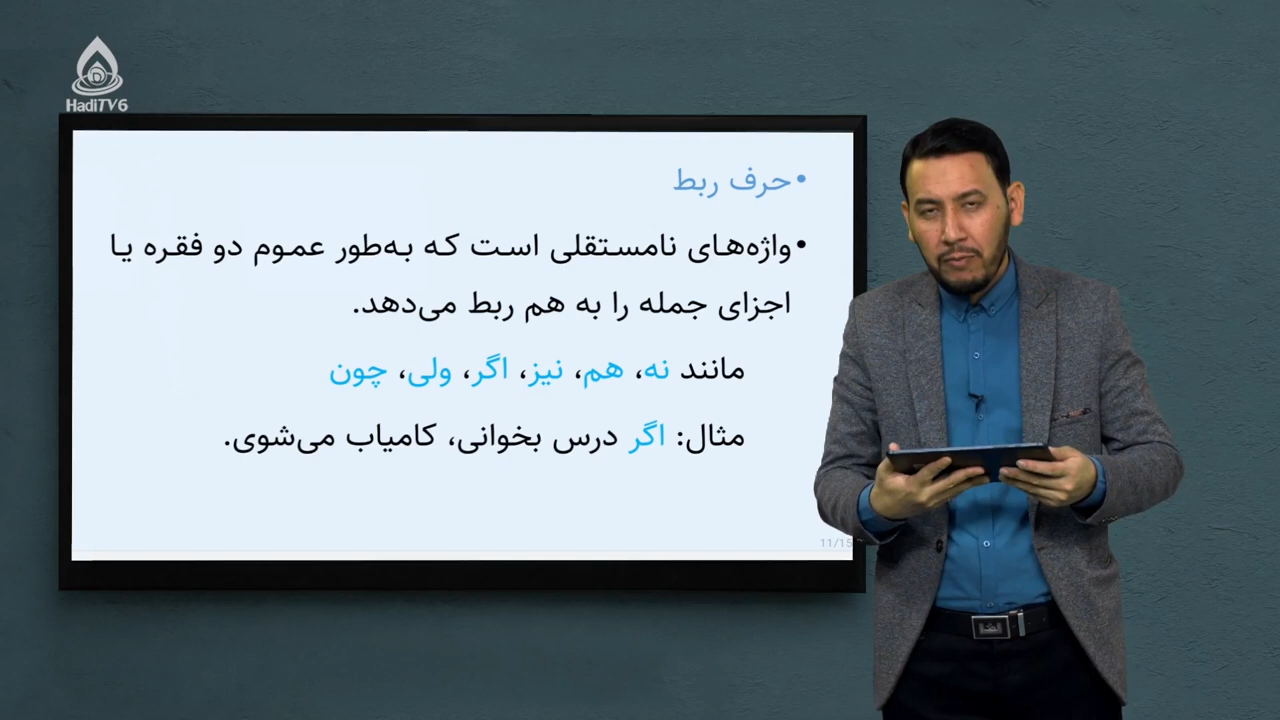 HadiTV6
•حرف ربط
•واژه‌های نامستقلی است که به‌طور عموم دو فقره یا
اجزای جمله را به هم ربط می‌دهد.
مانند نه، هم، نیز، اگر، ولی، چون
مثال: اگر درس بخوانی، کامیاب می‌شوی.
11/15